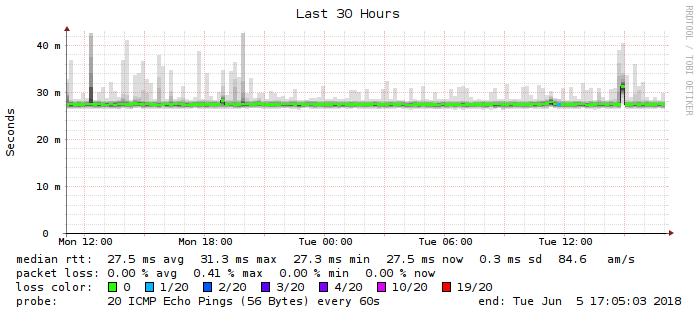 Last 30 Hours
RRDTOOL / TOBI OETIKER
Seconds
40 m
30 m
20 m
10 m
0
Mon 12:00 Mon 18:00 Tue 00:00 Tue 06:00 Tue 12:00
median rtt: 27.5 ms avg 31.3 ms max 27.3 ms min 27.5 ms now 0.3 ms sd 84.6 am/s
packet loss: 0.00 % avg 0.41 % max 0.00 % min 0.00 % now
loss color: 0 1/20 2/20 3/20 4/20 10/20 19/20
probe: 20 ICMP Echo Pings (56 Bytes) every 60s end: Tue Jun 5 17:05:03 2018